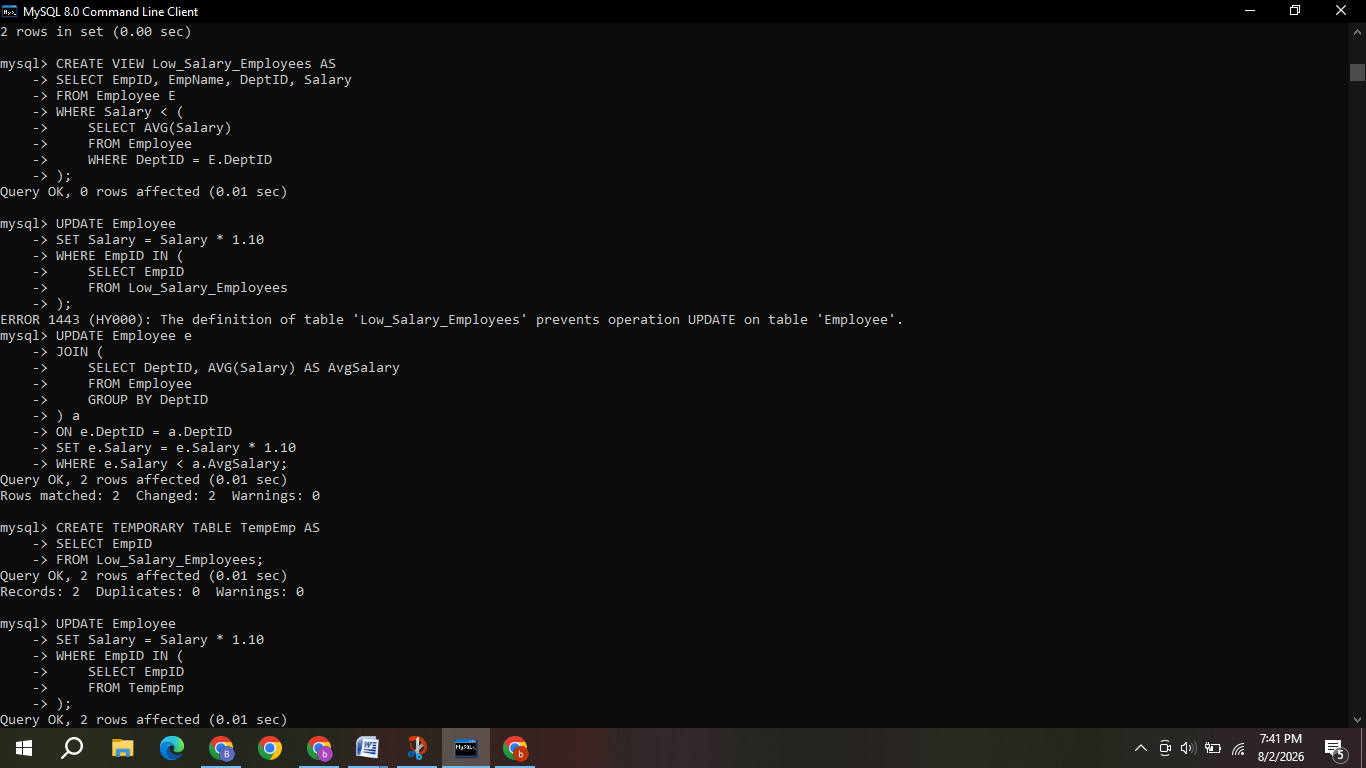 MySQL 8.0 Command Line Client
2 rows in set (0.00 sec)
mysql> CREATE VIEW Low_Salary_Employees AS
    -> SELECT EmpID, EmpName, DeptID, Salary
    -> FROM Employee E
    -> WHERE Salary < (
    ->     SELECT AVG(Salary)
    ->     FROM Employee
    ->     WHERE DeptID = E.DeptID
    -> );
Query OK, 0 rows affected (0.01 sec)
mysql> UPDATE Employee
    -> SET Salary = Salary * 1.10
    -> WHERE EmpID IN (
    ->     SELECT EmpID
    ->     FROM Low_Salary_Employees
    -> );
ERROR 1443 (HY000): The definition of table 'Low_Salary_Employees' prevents operation UPDATE on table 'Employee'.
mysql> UPDATE Employee e
    -> JOIN (
    ->     SELECT DeptID, AVG(Salary) AS AvgSalary
    ->     FROM Employee
    ->     GROUP BY DeptID
    -> ) a
    -> ON e.DeptID = a.DeptID
    -> SET e.Salary = e.Salary * 1.10
    -> WHERE e.Salary < a.AvgSalary;
Query OK, 2 rows affected (0.01 sec)
Rows matched: 2  Changed: 2  Warnings: 0
mysql> CREATE TEMPORARY TABLE TempEmp AS
    -> SELECT EmpID
    -> FROM Low_Salary_Employees;
Query OK, 2 rows affected (0.01 sec)
Records: 2  Duplicates: 0  Warnings: 0
mysql> UPDATE Employee
    -> SET Salary = Salary * 1.10
    -> WHERE EmpID IN (
    ->     SELECT EmpID
    ->     FROM TempEmp
    -> );
Query OK, 2 rows affected (0.01 sec)
B
b
W
MySQL
b
7:41 PM
8/2/2026
5